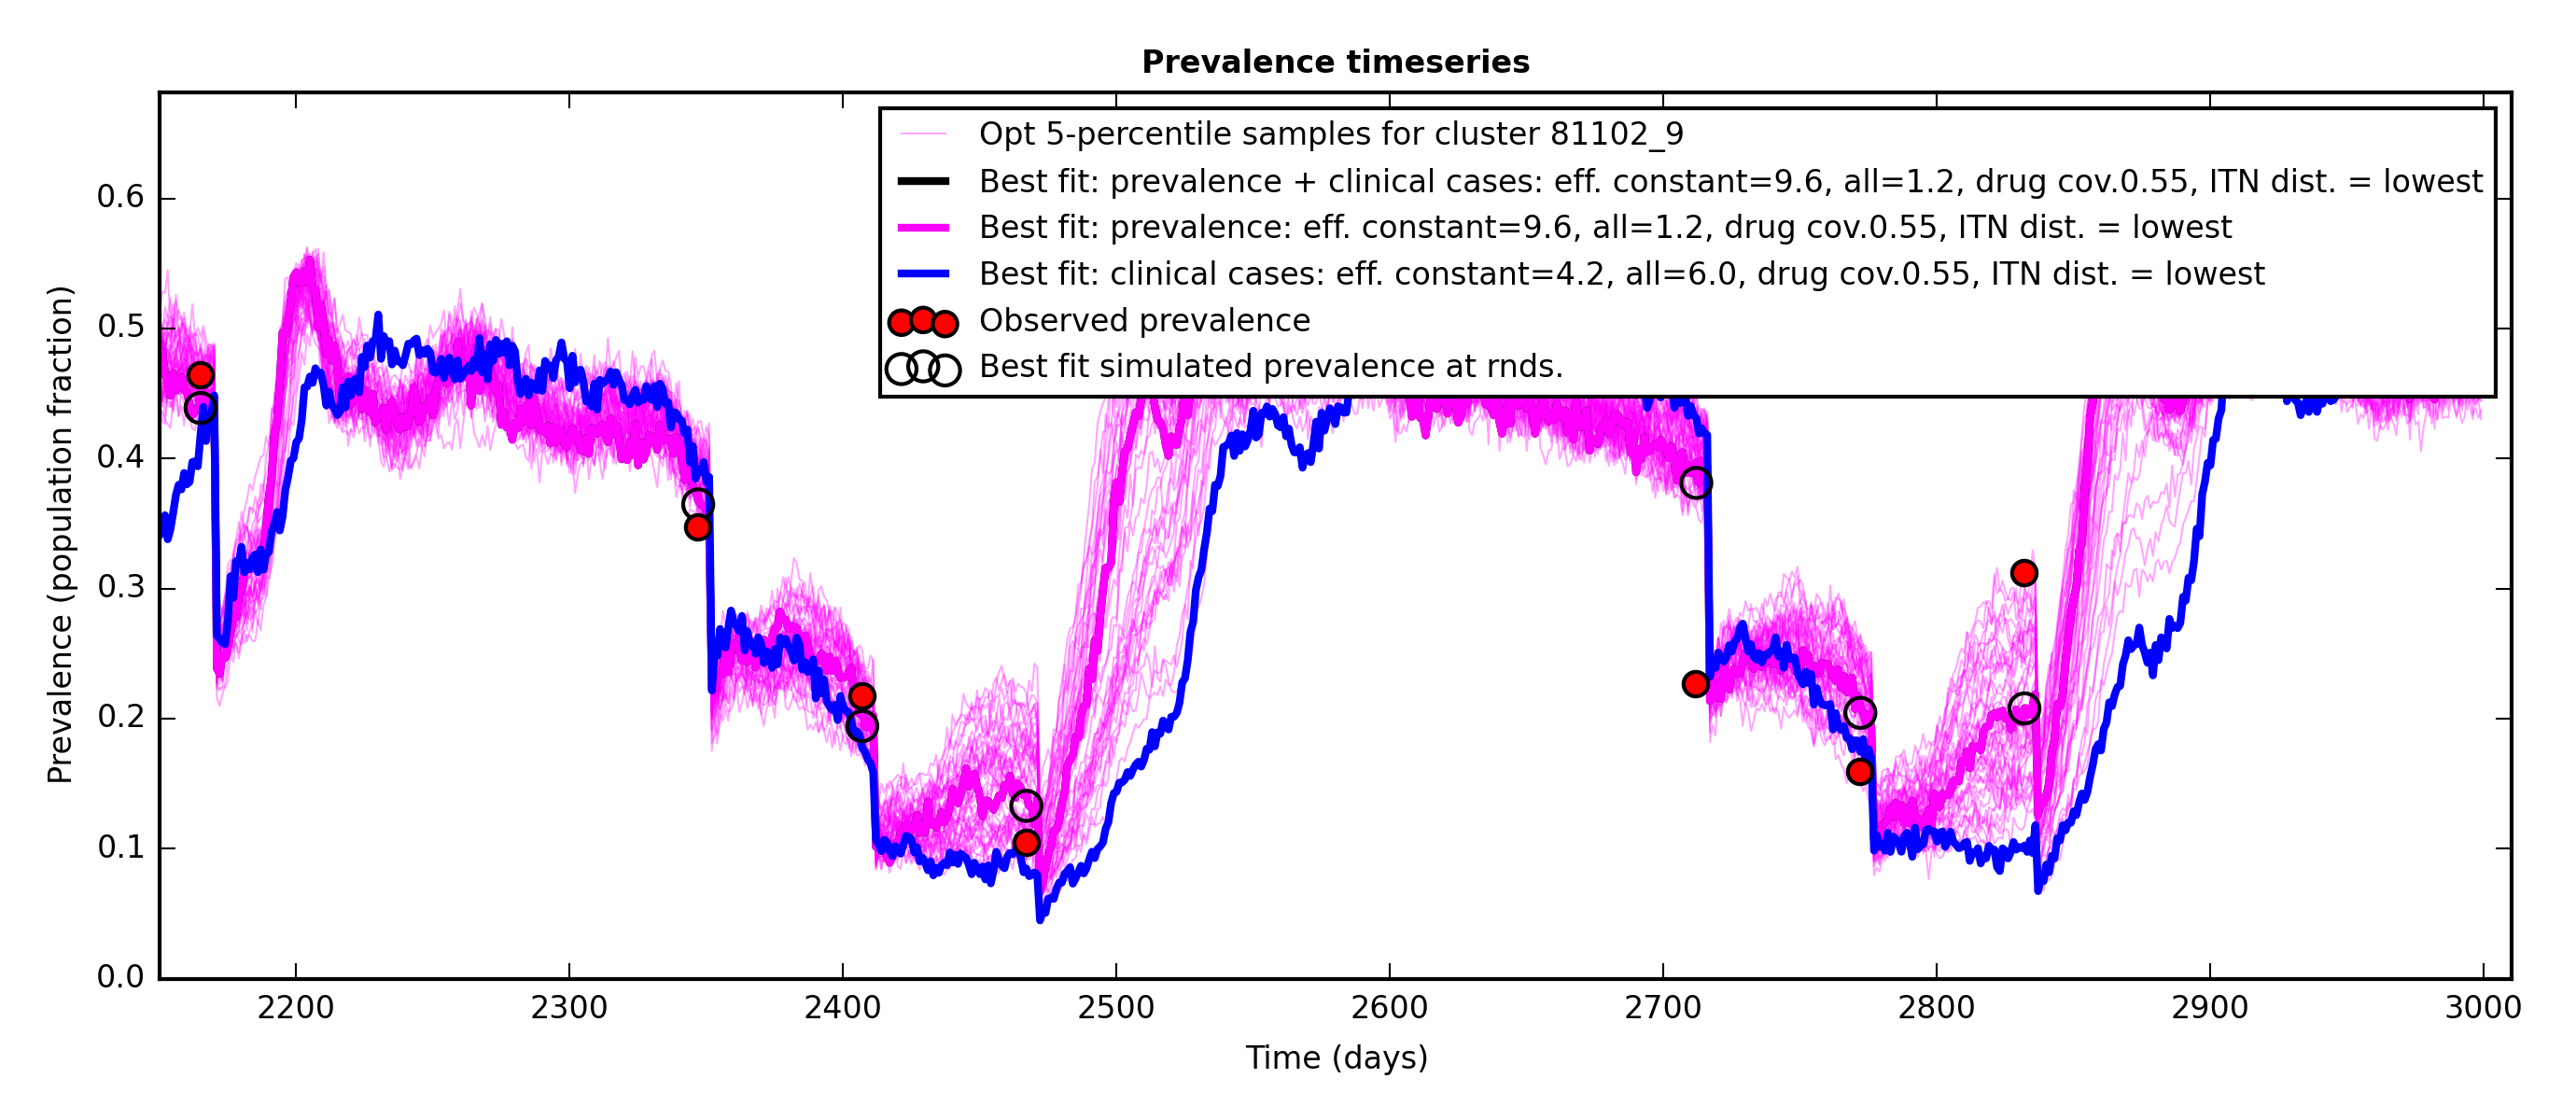 Prevalence timeseries
Opt 5-percentile samples for cluster 81102_9
Best fit: prevalence + clinical cases: eff. constant=9.6, all=1.2, drug cov.0.55, ITN dist. = lowest
Best fit: prevalence: eff. constant=9.6, all=1.2, drug cov.0.55, ITN dist. = lowest
Best fit: clinical cases: eff. constant=4.2, all=6.0, drug cov.0.55, ITN dist. = lowest
Observed prevalence
Best fit simulated prevalence at rnds.
Prevalence (population fraction)
0.6
0.5
0.4
0.3
0.2
0.1
0.0
2200 2300 2400 2500 2600 2700 2800 2900 3000
Time (days)